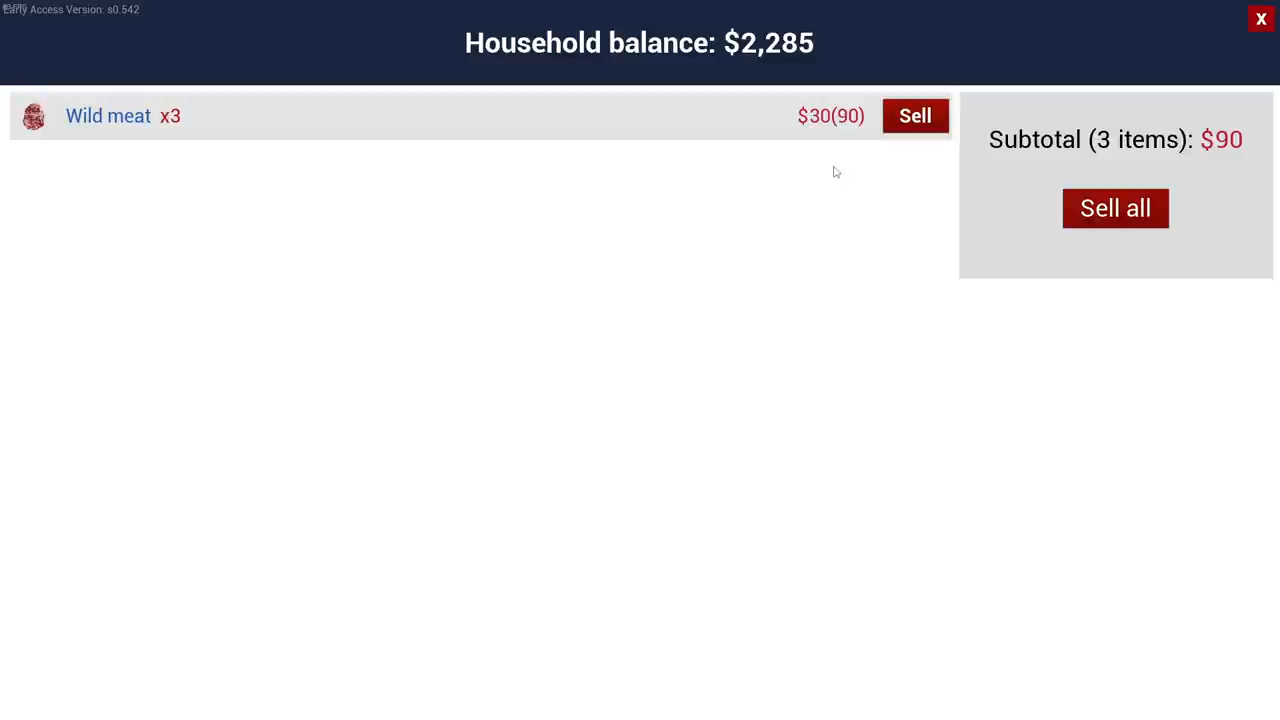 Early Access Version: s0.542
X
Household balance: $2,285
Wild meat x3 $30(90) Sell
Subtotal (3 items): $90
Sell all